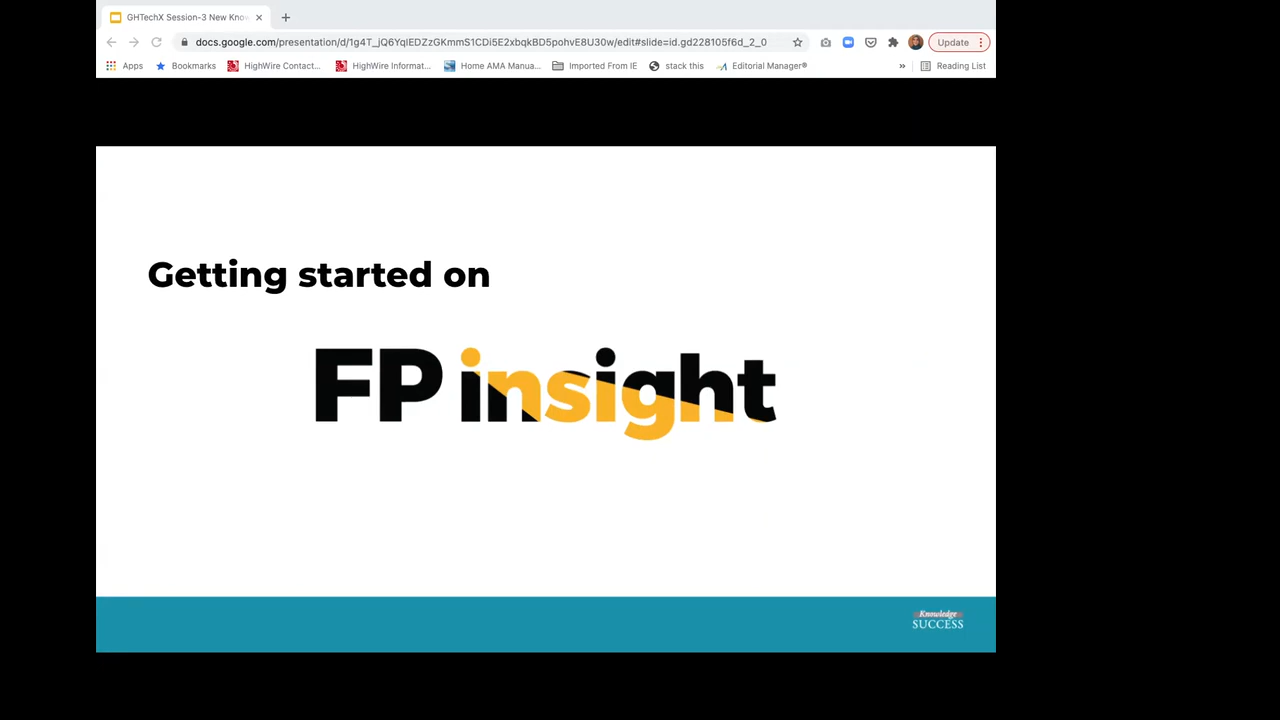 GHTechX Session-3 New Know
docs.google.com/presentation/d/1g4T_jQ6YqlEDZzGKmmS1CDi5E2xbqkBD5pohvE8U30w/edit#slide=id.gd228105f6d_2_0
Update
Apps Bookmarks HighWire Contact... HighWire Informat... Home AMA Manua... Imported From IE stack this Editorial Manager® » Reading List
Getting started on
FP insight
Knowledge
SUCCESS